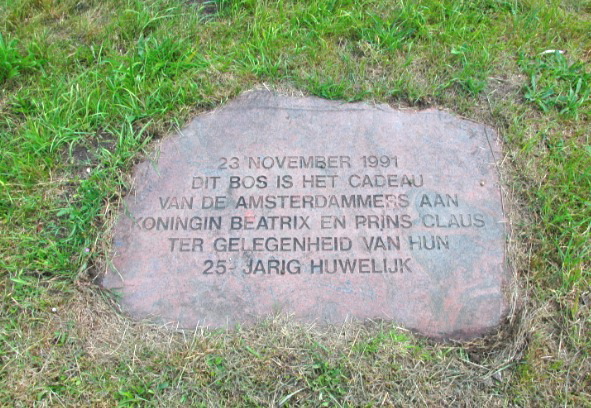 23 NOVEMBER 1991
DIT BOS IS HET CADEAU
VAN DE AMSTERDAMMERS AAN
KONINGIN BEATRIX EN PRINS CLAUS
TER GELEGENHEID VAN HUN
25- JARIG HUWELIJK